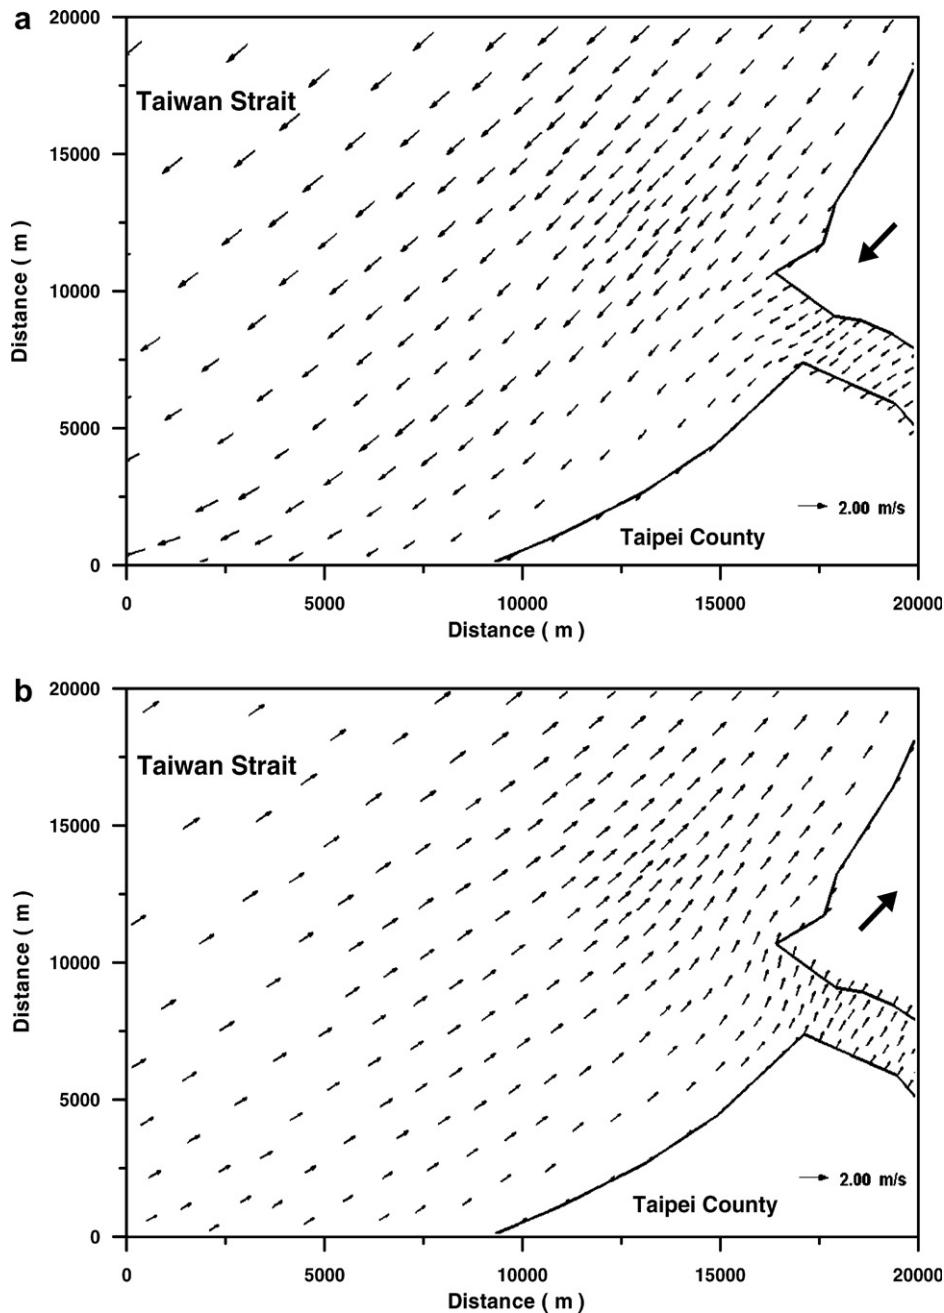 a
20000
Taiwan Strait
15000
Distance ( m )
10000
5000
2.00 m/s
Taipei County
0
0 5000 10000 15000 20000
Distance ( m )
b
20000
Taiwan Strait
15000
Distance ( m )
10000
5000
2.00 m/s
Taipei County
0
0 5000 10000 15000 20000
Distance ( m )